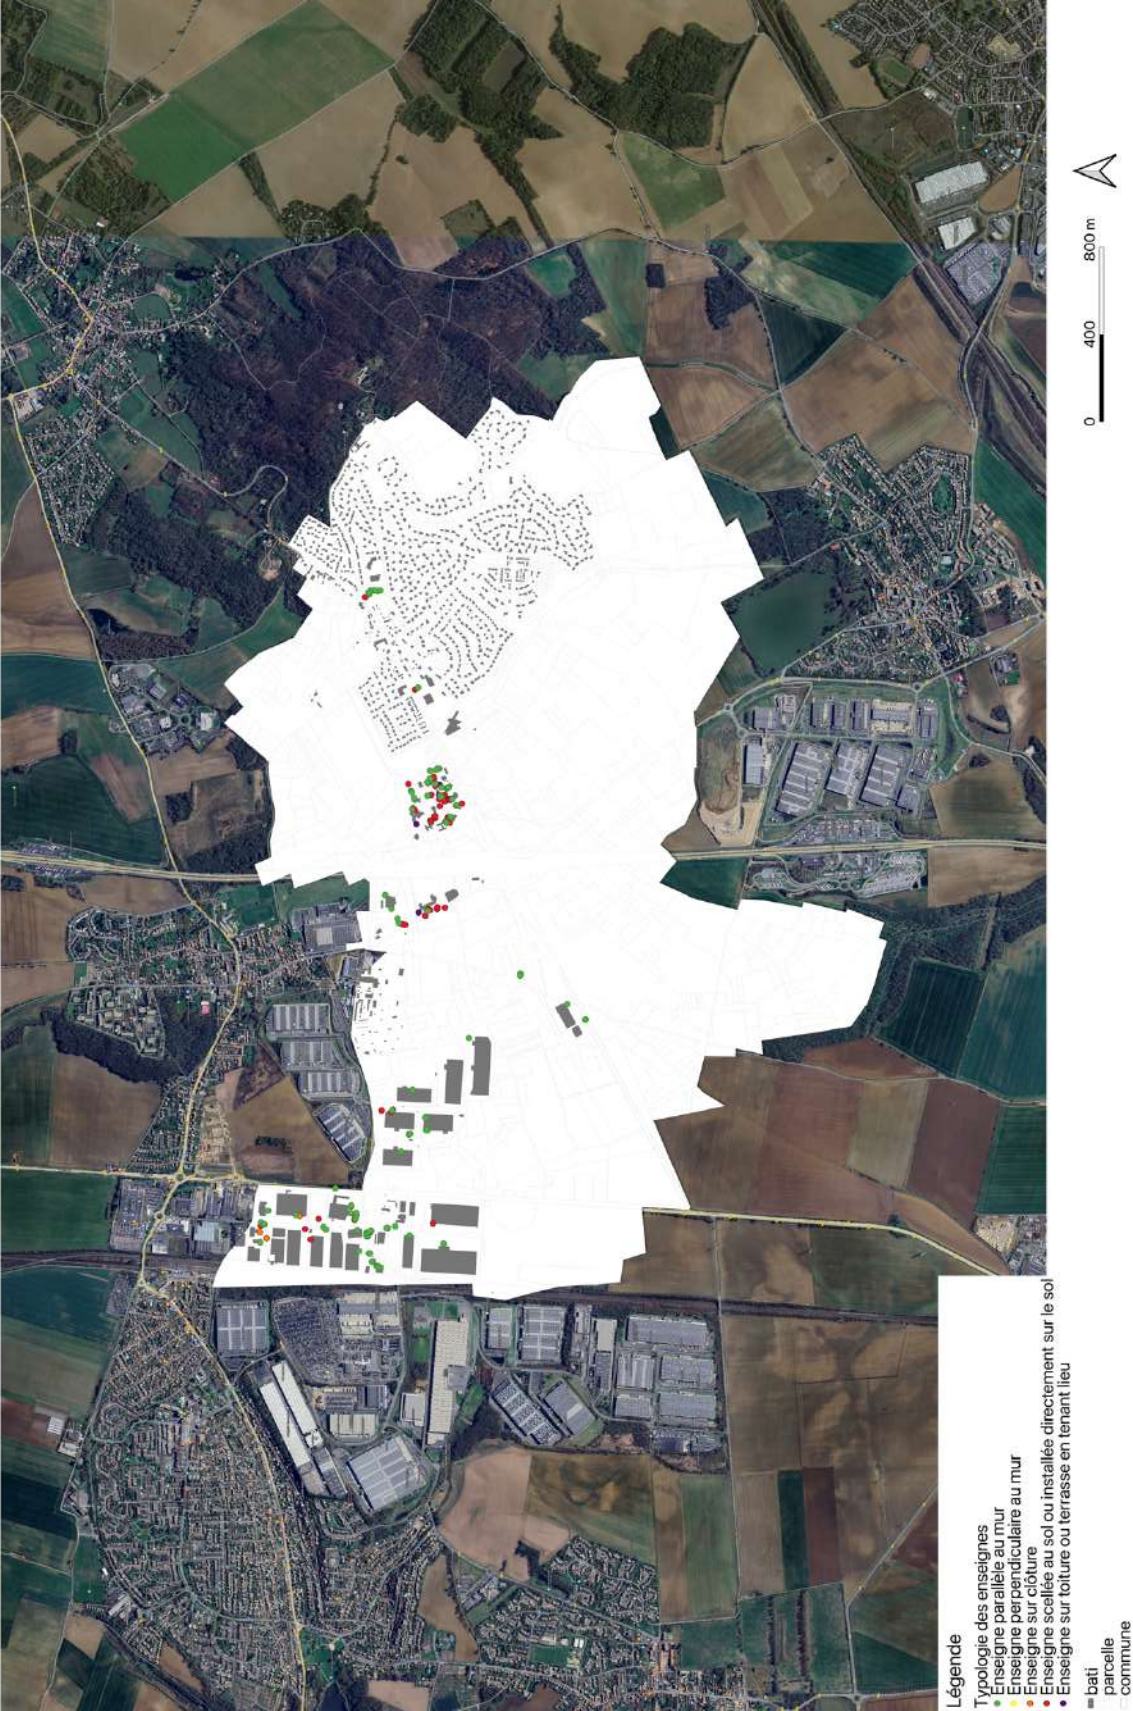 Légende
Typologie des enseignes
Enseigne parallèle au mur
Enseigne perpendiculaire au mur
Enseigne sur clôture
Enseigne scellée au sol ou installée directement sur le sol
Enseigne sur toiture ou terrasse en tenant lieu
bati
parcelle
commune
0 400 800 m